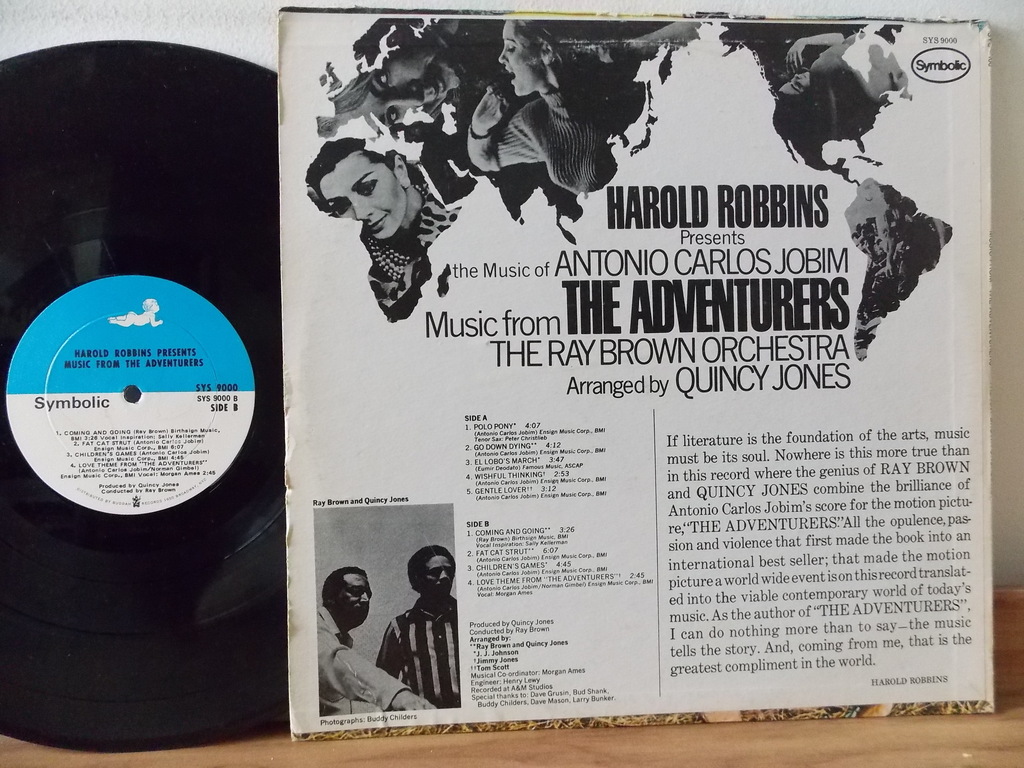 HAROLD ROBBINS PRESENTS
MUSIC FROM THE ADVENTURERS
SYS 9000
Symbolic
SYS 9000 B
SIDE B
1. COMING AND GOING (Ray Brown) Birthsign Music,
BMI 3:26 Vocal Inspiration: Sally Kellerman
2. FAT CAT STRUT (Antonio Carlos Jobim)
Ensign Music Corp., BMI 6:07
3. CHILDREN'S GAMES (Antonio Carlos Jobim)
Ensign Music Corp., BMI 4:45
4. LOVE THEME FROM "THE ADVENTURERS"
(Antonio Carlos Jobim/Norman Gimbel)
Ensign Music Corp., BMI Vocal: Morgan Ames 2:45
Produced by Quincy Jones
Conducted by Ray Brown
SYS 9000
Symbolic
HAROLD ROBBINS
Presents
the Music of ANTONIO CARLOS JOBIM
Music from THE ADVENTURERS
THE RAY BROWN ORCHESTRA
Arranged by QUINCY JONES
SIDE A
1. POLO PONY* 4:07
(Antonio Carlos Jobim) Ensign Music Corp., BMI
Tenor Sax: Peter Christlieb
2. GO DOWN DYING** 4:12
(Antonio Carlos Jobim) Ensign Music Corp., BMI
3. EL LOBO'S MARCH* 3:47
(Eumir Deodato) Famous Music, ASCAP
4. WISHFUL THINKING! 2:53
(Antonio Carlos Jobim) Ensign Music Corp., BMI
5. GENTLE LOVER!! 3:12
(Antonio Carlos Jobim) Ensign Music Corp., BMI
SIDE B
1. COMING AND GOING** 3:26
(Ray Brown) Birthsign Music, BMI
Vocal Inspiration: Sally Kellerman
2. FAT CAT STRUT** 6:07
(Antonio Carlos Jobim) Ensign Music Corp., BMI
3. CHILDREN'S GAMES* 4:45
(Antonio Carlos Jobim) Ensign Music Corp., BMI
4. LOVE THEME FROM "THE ADVENTURERS"! 2:45
(Antonio Carlos Jobim/Norman Gimbel) Ensign Music Corp., BMI
Vocal: Morgan Ames
Produced by Quincy Jones
Conducted by Ray Brown
Arranged by:
**Ray Brown and Quincy Jones
*J. J. Johnson
!Jimmy Jones
!!Tom Scott
Musical Co-ordinator: Morgan Ames
Engineer: Henry Lewy
Recorded at A&M Studios
Special thanks to: Dave Grusin, Bud Shank,
Buddy Childers, Dave Mason, Larry Bunker.
Ray Brown and Quincy Jones
Photographs: Buddy Childers
If literature is the foundation of the arts, music
must be its soul. Nowhere is this more true than
in this record where the genius of RAY BROWN
and QUINCY JONES combine the brilliance of
Antonio Carlos Jobim's score for the motion pictu-
re,"THE ADVENTURERS"All the opulence, pas-
sion and violence that first made the book into an
international best seller; that made the motion
picture a world wide event is on this record translat-
ed into the viable contemporary world of today's
music. As the author of "THE ADVENTURERS",
I can do nothing more than to say—the music
tells the story. And, coming from me, that is the
greatest compliment in the world.
HAROLD ROBBINS